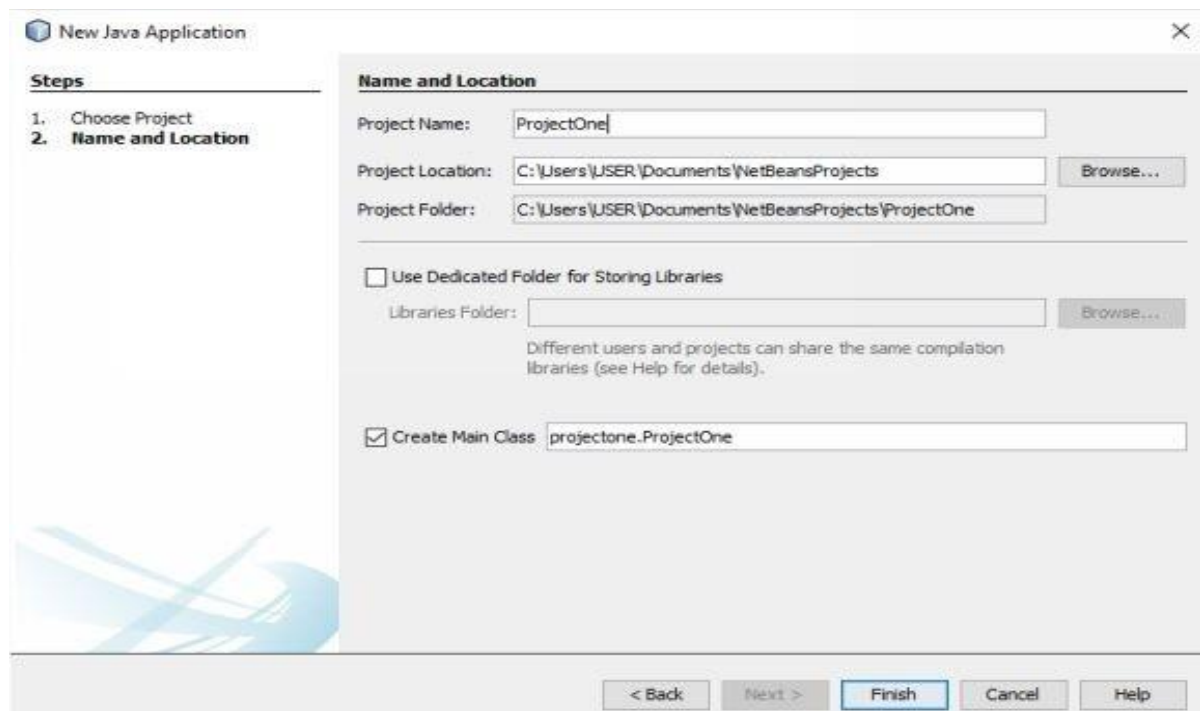 New Java Application
Steps
1. Choose Project
2. Name and Location
Name and Location
Project Name: ProjectOne
Project Location: C:\Users\USER\Documents\NetBeansProjects Browse...
Project Folder: C:\Users\USER\Documents\NetBeansProjects\ProjectOne
Use Dedicated Folder for Storing Libraries
Libraries Folder: Browse...
Different users and projects can share the same compilation
libraries (see Help for details).
Create Main Class projectone.ProjectOne
< Back Next > Finish Cancel Help